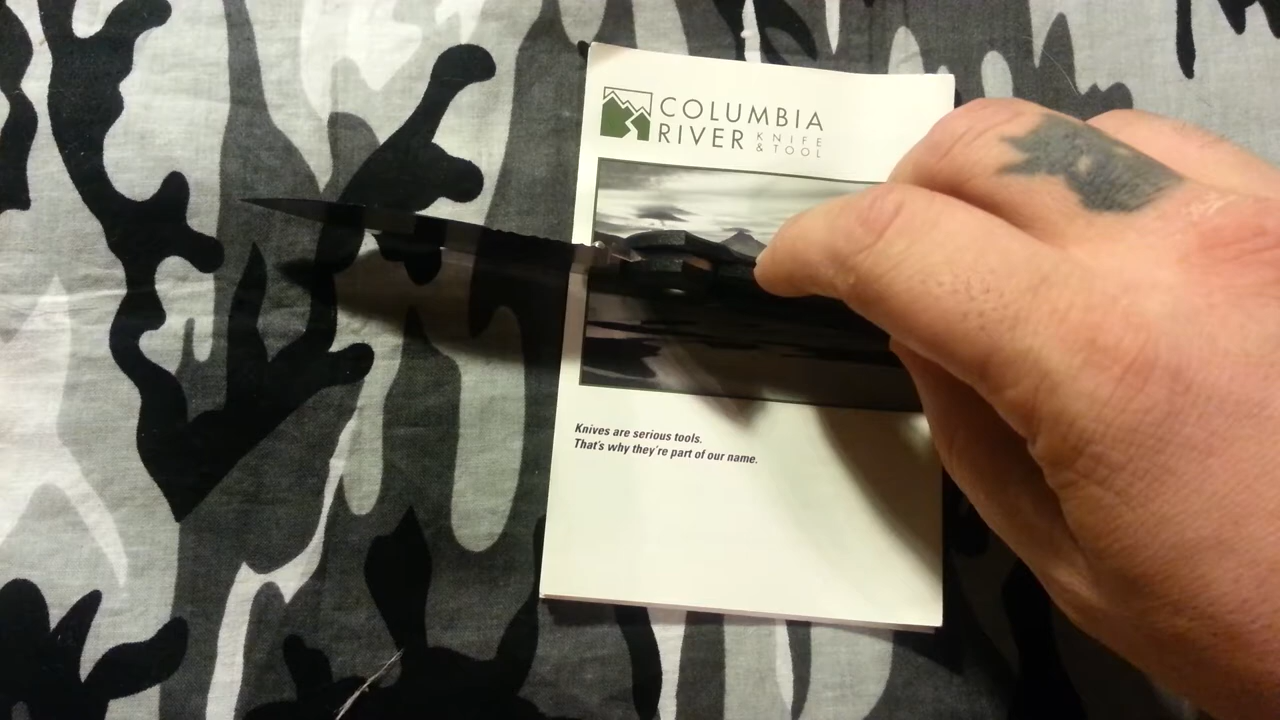 COLUMBIA
RIVER KNIFE & TOOL
Knives are serious tools.
That's why they're part of our name.